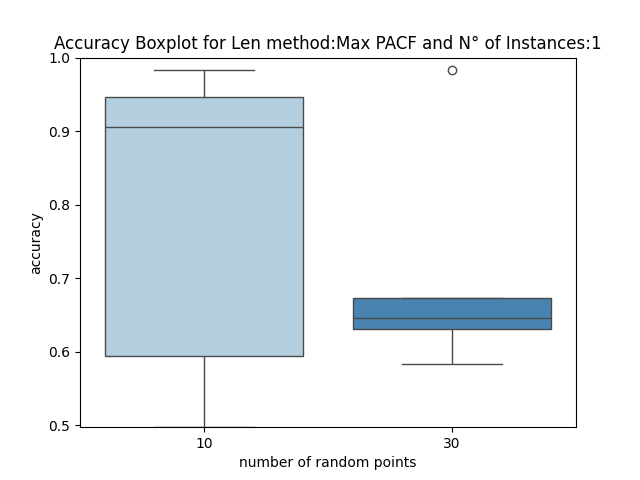 Accuracy Boxplot for Len method:Max PACF and N° of Instances:1
1.0
0.9
0.8
0.7
0.6
0.5
accuracy
10
30
number of random points